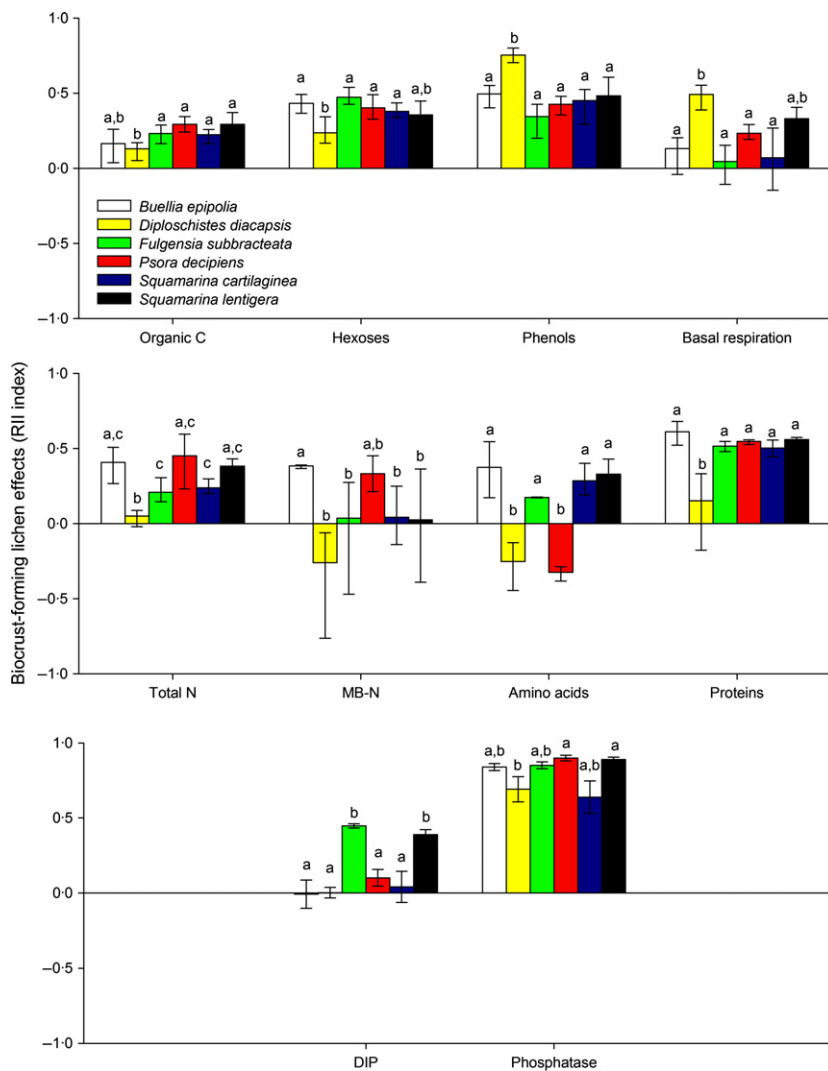 1·0
a
b
a
a,b
a
a
a
a
a
a
b
a
a
a
a
a,b
b
a
a
a
a
a,b
b
a
a
a
a,b
0·5
0·0
Buellia epipolia
Diploschistes diacapsis
Fulgensia subbracteata
Psora decipiens
Squamarina cartilaginea
Squamarina lentigera
–0·5
–1·0
Organic C Hexoses Phenols Basal respiration
Biocrust-forming lichen effects (RII index)
1·0
a,c
b
c
a,c
c
a,c
a
b
b
a,b
b
b
a
b
a
b
a
a
a
b
a
a
a
a
0·5
0·0
–0·5
–1·0
Total N MB-N Amino acids Proteins
1·0
a
a
b
a
a
b
a,b
b
a,b
a
a,b
a
0·5
0·0
–0·5
–1·0
DIP Phosphatase